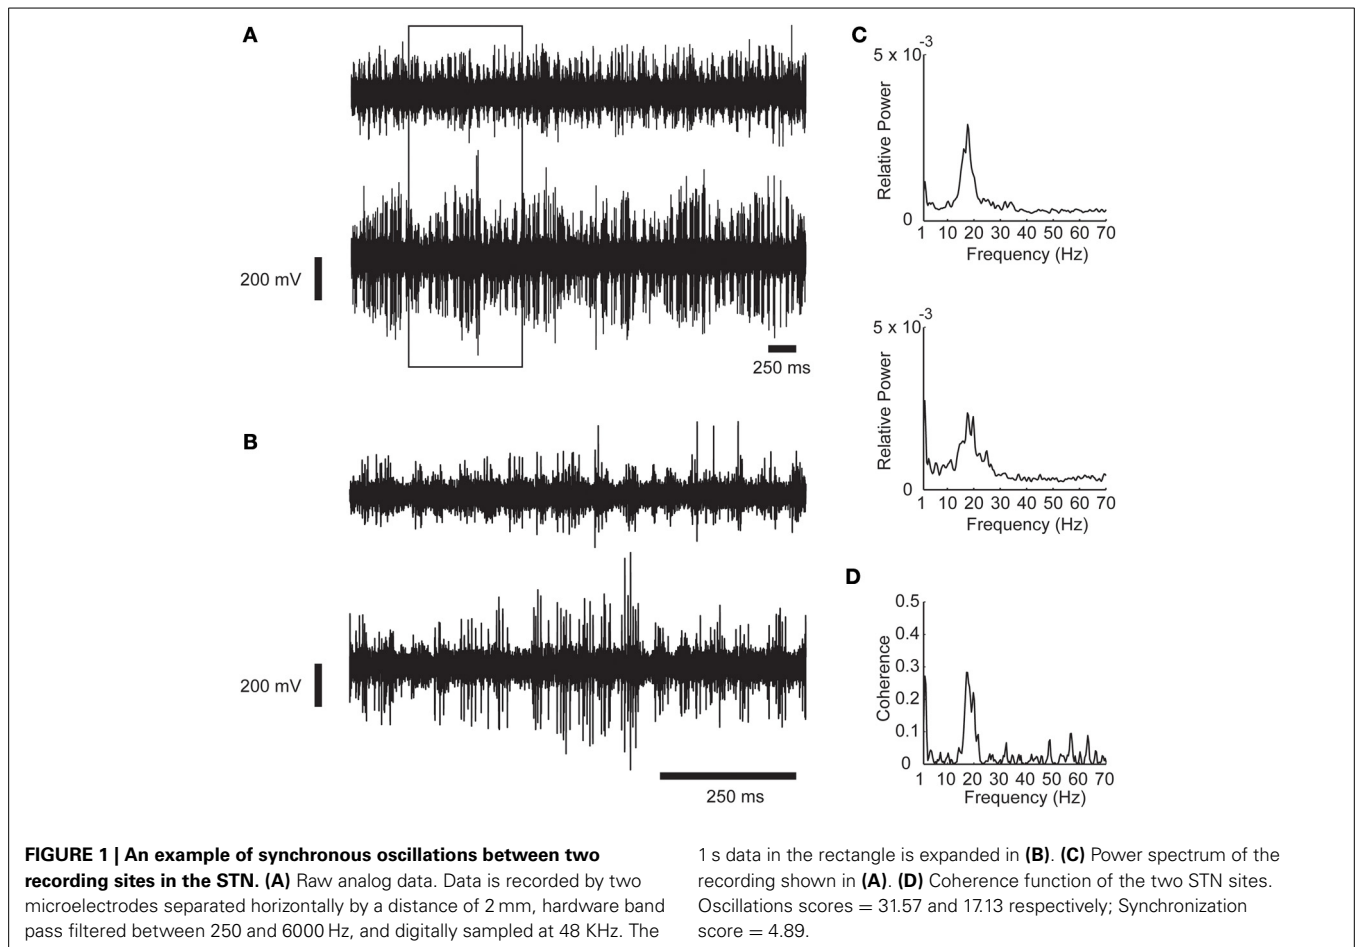 A
200 mV
250 ms
B
200 mV
250 ms
C
5 x 10-3
Relative Power
0
1 10 20 30 40 50 60 70
Frequency (Hz)
5 x 10-3
Relative Power
0
1 10 20 30 40 50 60 70
Frequency (Hz)
D
0.5
0.4
0.3
0.2
0.1
0
Coherence
1 10 20 30 40 50 60 70
Frequency (Hz)
FIGURE 1 | An example of synchronous oscillations between two
recording sites in the STN. (A) Raw analog data. Data is recorded by two
microelectrodes separated horizontally by a distance of 2 mm, hardware band
pass filtered between 250 and 6000 Hz, and digitally sampled at 48 KHz. The
1 s data in the rectangle is expanded in (B). (C) Power spectrum of the
recording shown in (A). (D) Coherence function of the two STN sites.
Oscillations scores = 31.57 and 17.13 respectively; Synchronization
score = 4.89.